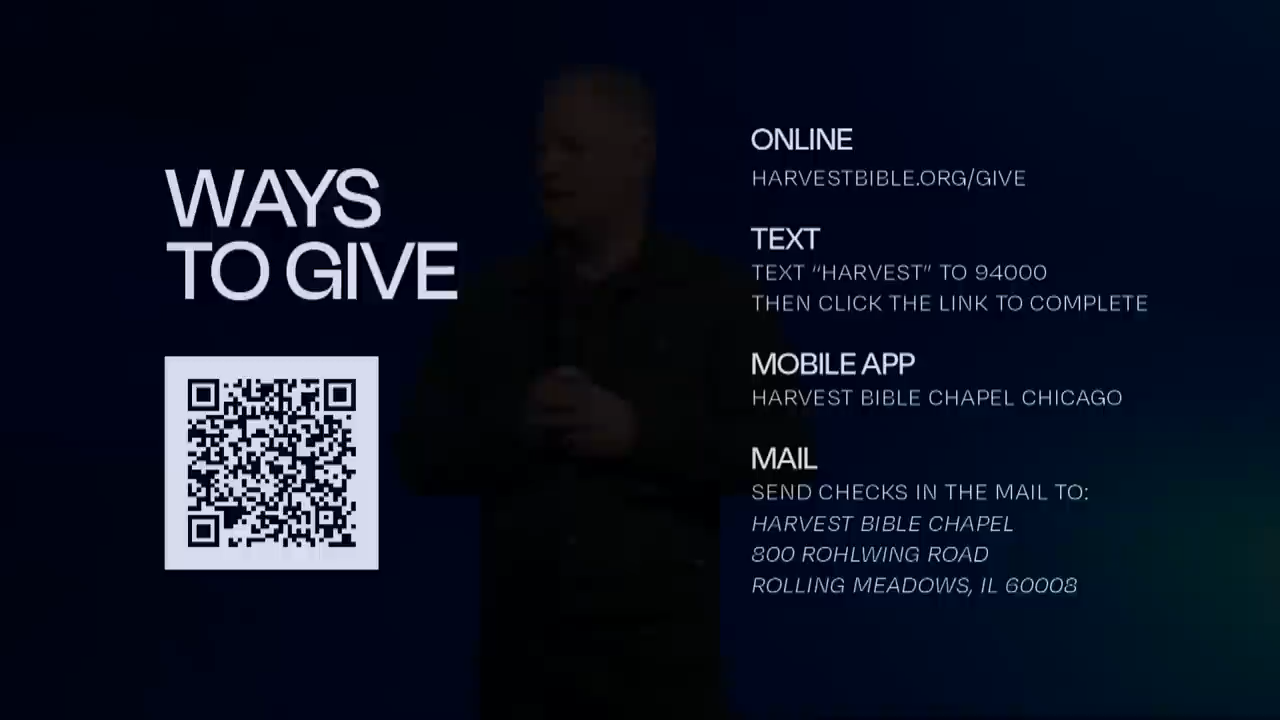 WAYS
TO GIVE
ONLINE
HARVESTBIBLE.ORG/GIVE
TEXT
TEXT “HARVEST” TO 94000
THEN CLICK THE LINK TO COMPLETE
MOBILE APP
HARVEST BIBLE CHAPEL CHICAGO
MAIL
SEND CHECKS IN THE MAIL TO:
HARVEST BIBLE CHAPEL
800 ROHLWING ROAD
ROLLING MEADOWS, IL 60008